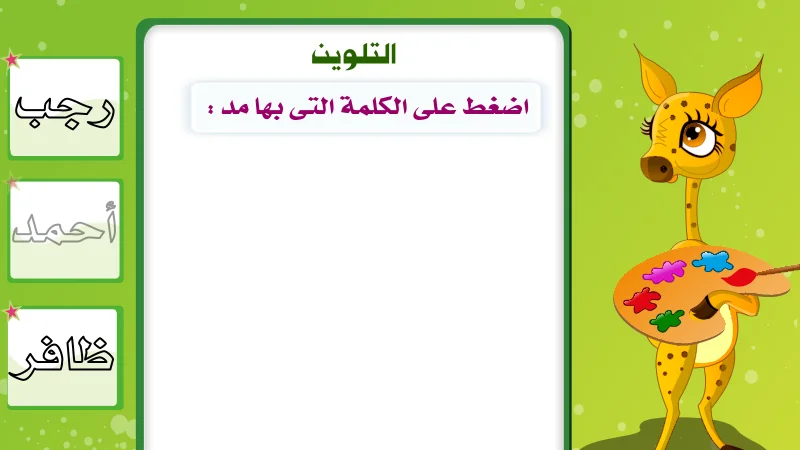 التلوين
اضغط على الكلمة التى بها مد :
رجب
أحمد
ظافر